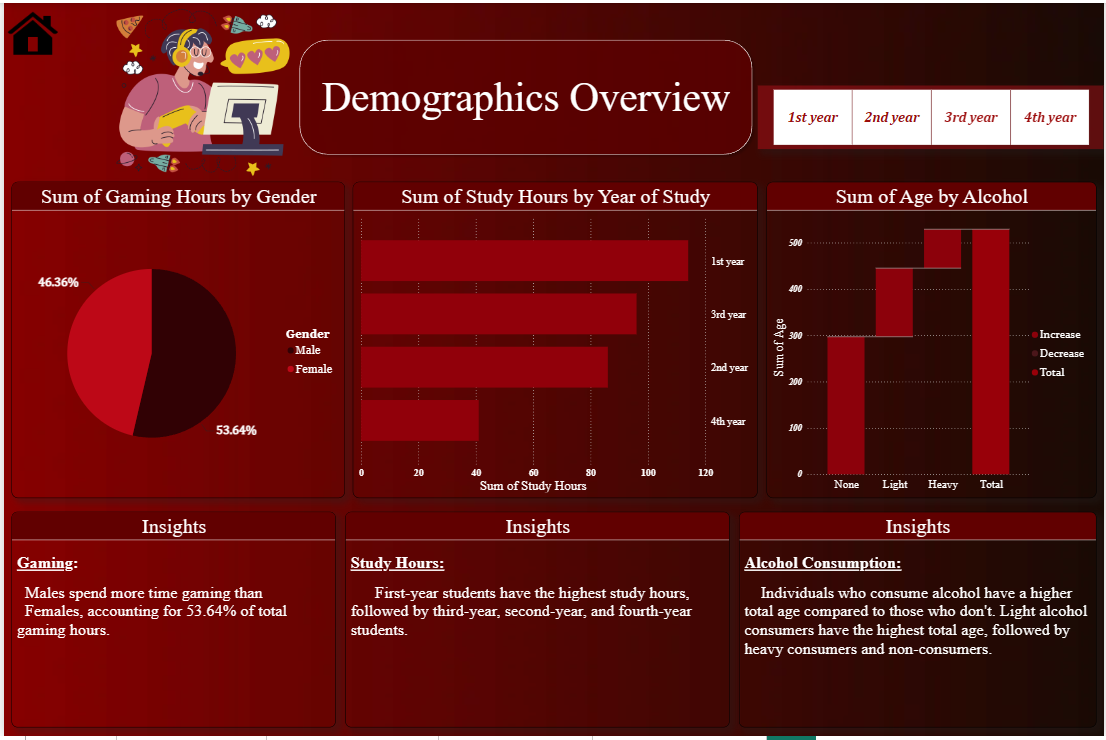 Demographics Overview
1st year
2nd year
3rd year
4th year
Sum of Gaming Hours by Gender
46.36%
53.64%
Gender
Male
Female
Sum of Study Hours by Year of Study
1st year
3rd year
2nd year
4th year
0 20 40 60 80 100 120
Sum of Study Hours
Sum of Age by Alcohol
Sum of Age
500
400
300
200
100
0
None Light Heavy Total
Increase
Decrease
Total
Insights
Gaming:
Males spend more time gaming than
Females, accounting for 53.64% of total
gaming hours.
Insights
Study Hours:
First-year students have the highest study hours,
followed by third-year, second-year, and fourth-year
students.
Insights
Alcohol Consumption:
Individuals who consume alcohol have a higher
total age compared to those who don't. Light alcohol
consumers have the highest total age, followed by
heavy consumers and non-consumers.